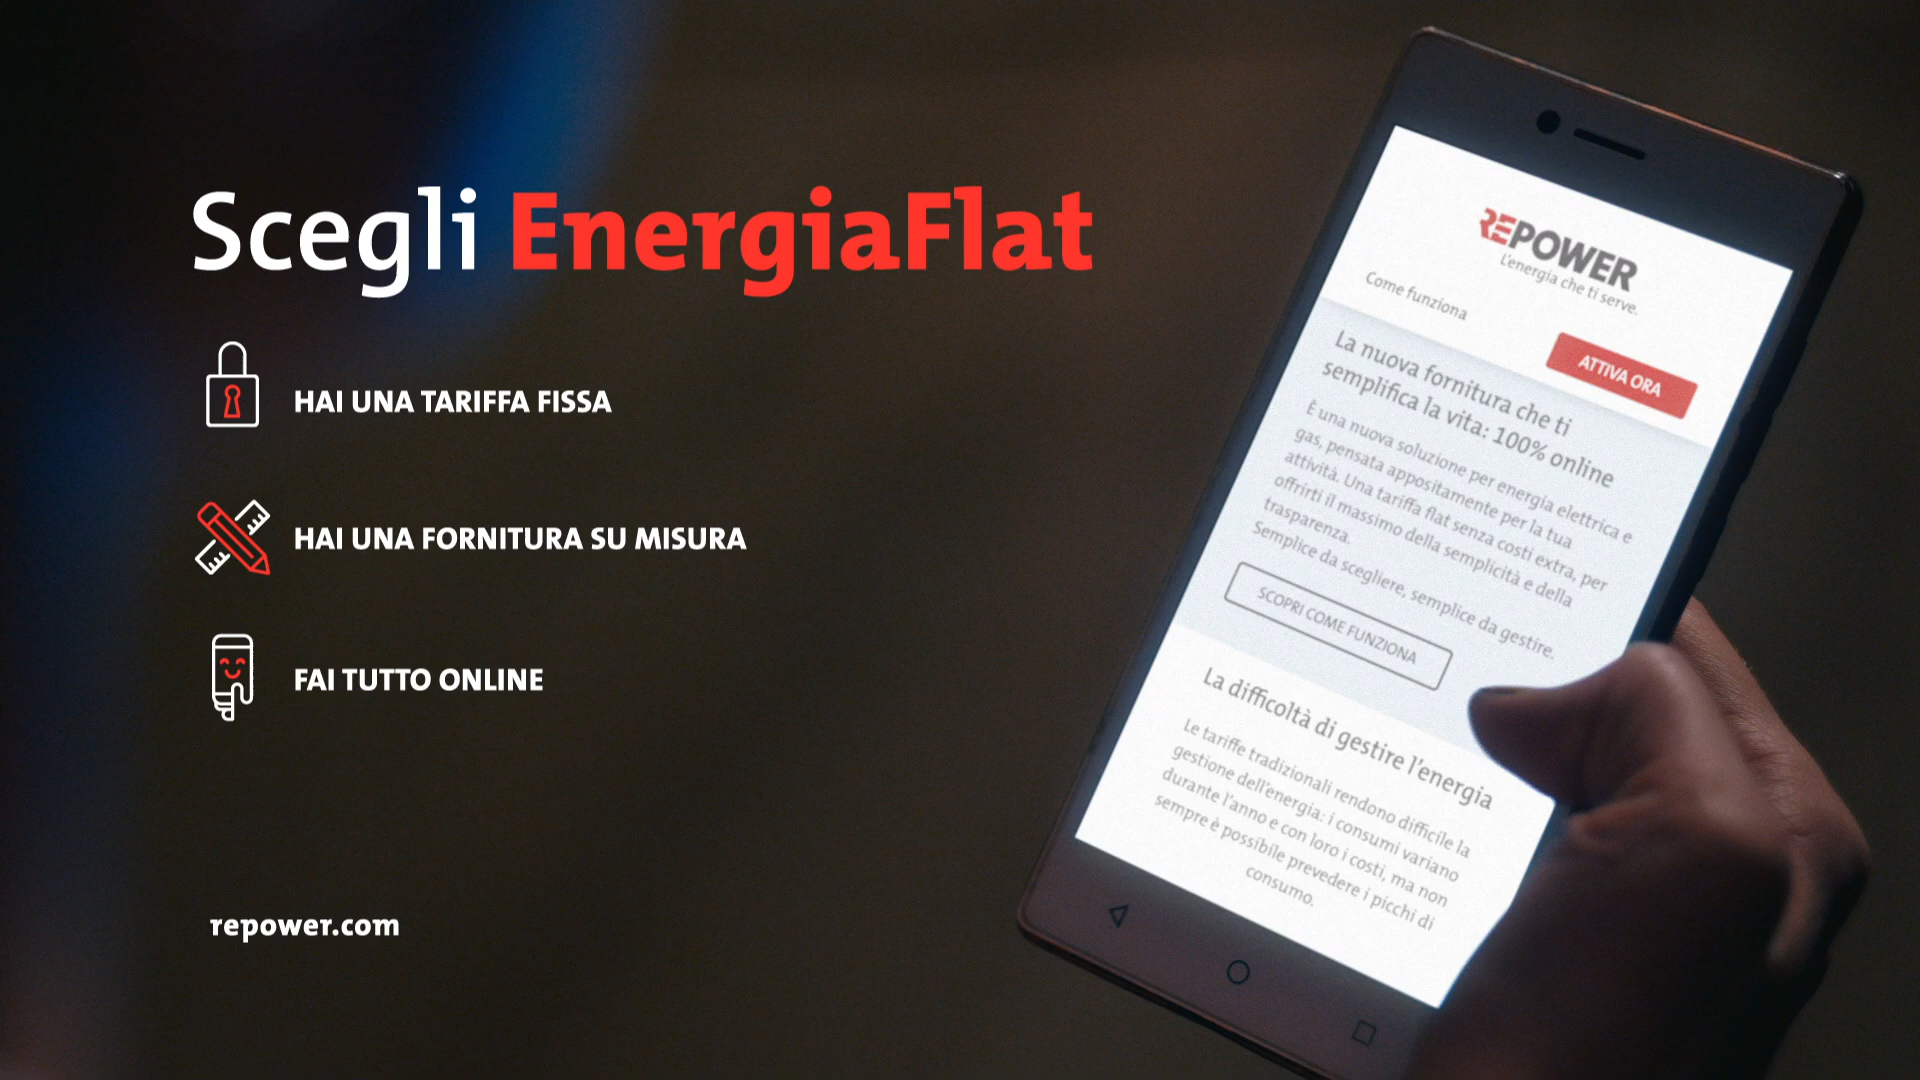 Scegli EnergiaFlat
HAI UNA TARIFFA FISSA
HAI UNA FORNITURA SU MISURA
FAI TUTTO ONLINE
repower.com
REPOWER
L'energia che ti serve.
Come funziona
ATTIVA ORA
La nuova fornitura che ti
semplifica la vita: 100% online
È una nuova soluzione per energia elettrica e
gas, pensata appositamente per la tua
attività. Una tariffa flat senza costi extra, per
offrirti il massimo della semplicità e della
trasparenza.
Semplice da scegliere, semplice da gestire.
SCOPRI COME FUNZIONA
La difficoltà di gestire l'energia
Le tariffe tradizionali rendono difficile la
gestione dell'energia: i consumi variano
durante l'anno e con loro i costi, ma non
sempre è possibile prevedere i picchi di
consumo.